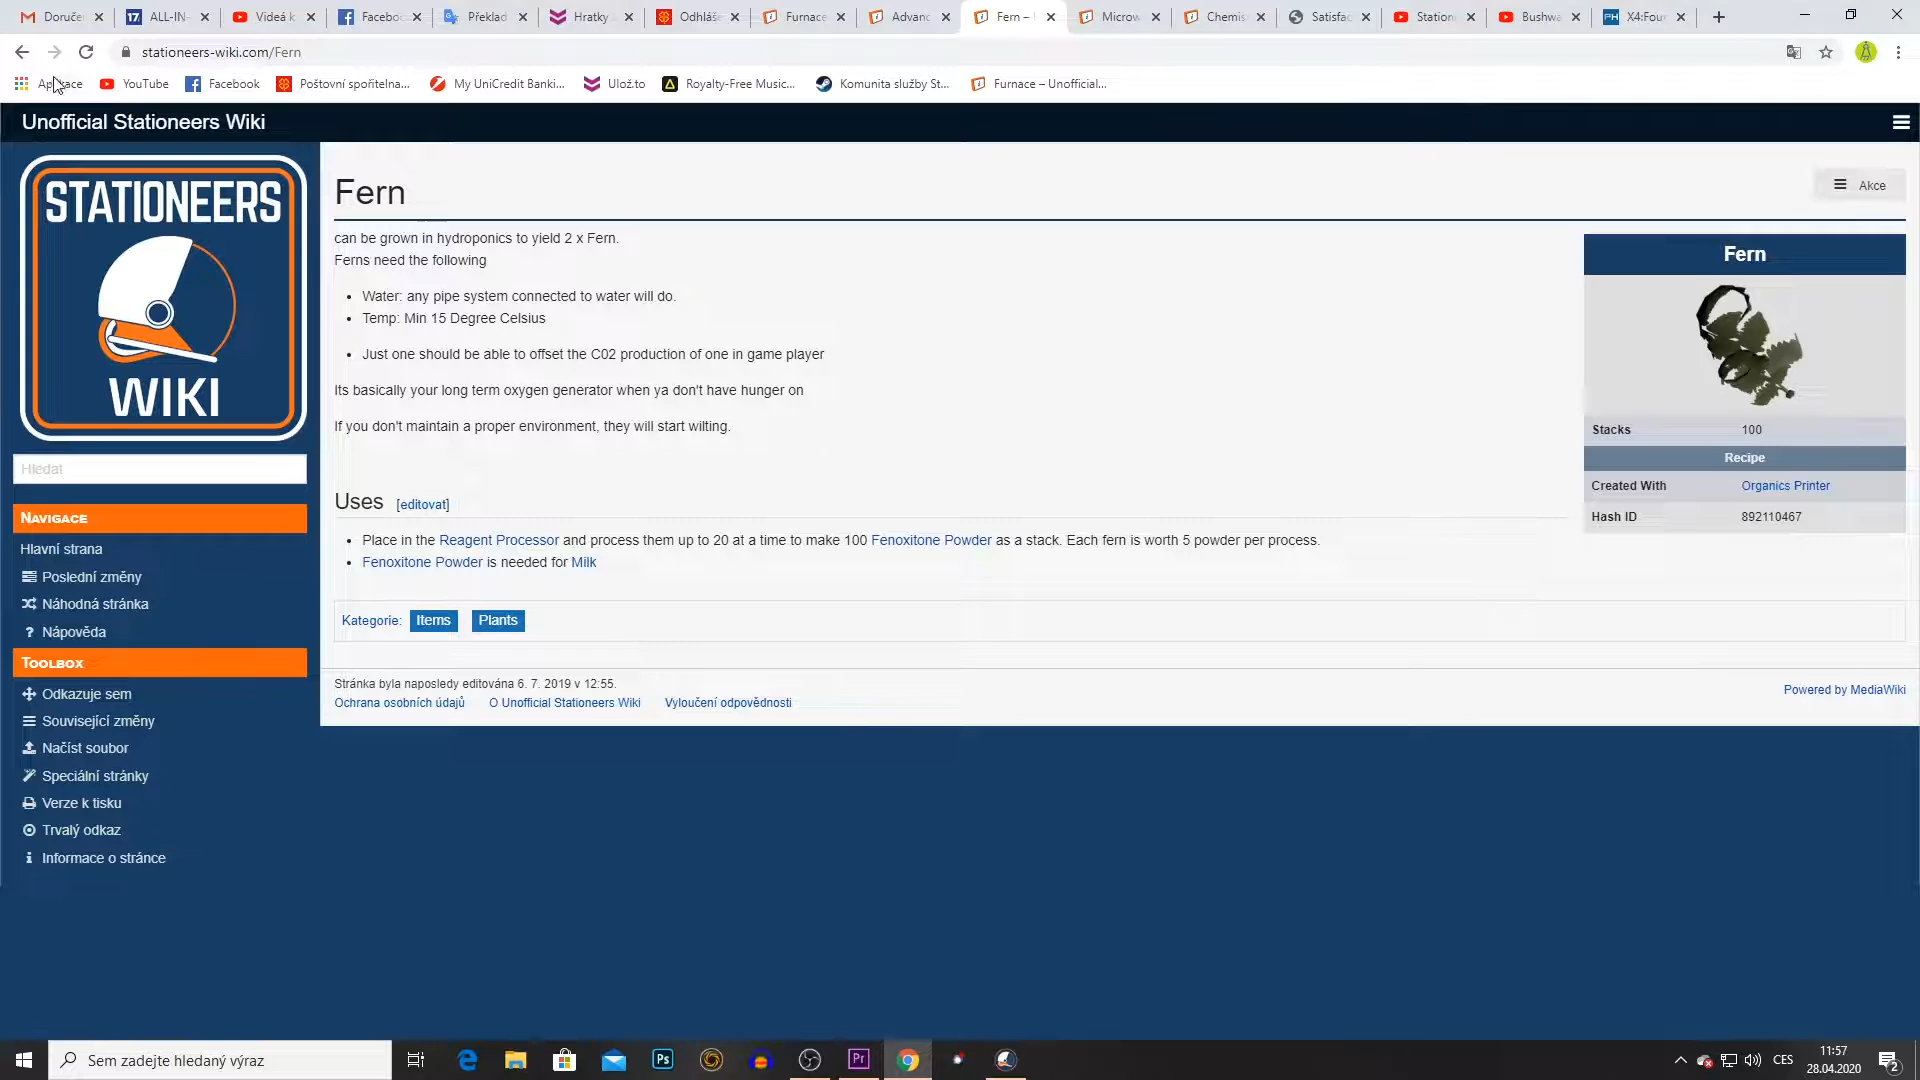 Doruče
ALL-IN-
Videá k
Faceboo
Překlad
Hratky
Odhláše
Furnace
Advanc
Fern –
Microw
Chemis
Satisfac
Station
Bushwa
X4:Four
stationeers-wiki.com/Fern
Aplikace
YouTube
Facebook
Poštovní spořitelna...
My UniCredit Banki...
Ulož.to
Royalty-Free Music...
Komunita služby St...
Furnace – Unofficial...
Unofficial Stationeers Wiki
STATIONEERS
WIKI
Hledat
NAVIGACE
Hlavní strana
Poslední změny
Náhodná stránka
Nápověda
TOOLBOX
Odkazuje sem
Související změny
Načíst soubor
Speciální stránky
Verze k tisku
Trvalý odkaz
Informace o stránce
Fern
Akce
can be grown in hydroponics to yield 2 x Fern.
Ferns need the following
Water: any pipe system connected to water will do.
Temp: Min 15 Degree Celsius
Just one should be able to offset the C02 production of one in game player
Its basically your long term oxygen generator when ya don't have hunger on
If you don't maintain a proper environment, they will start wilting.
Uses [editovat]
Place in the Reagent Processor and process them up to 20 at a time to make 100 Fenoxitone Powder as a stack. Each fern is worth 5 powder per process.
Fenoxitone Powder is needed for Milk
Kategorie: Items Plants
Fern
Stacks 100
Recipe
Created With Organics Printer
Hash ID 892110467
Stránka byla naposledy editována 6. 7. 2019 v 12:55.
Ochrana osobních údajů O Unofficial Stationeers Wiki Vyloučení odpovědnosti
Powered by MediaWiki
Sem zadejte hledaný výraz
Ps
Pr
CES
11:57
28.04.2020
2